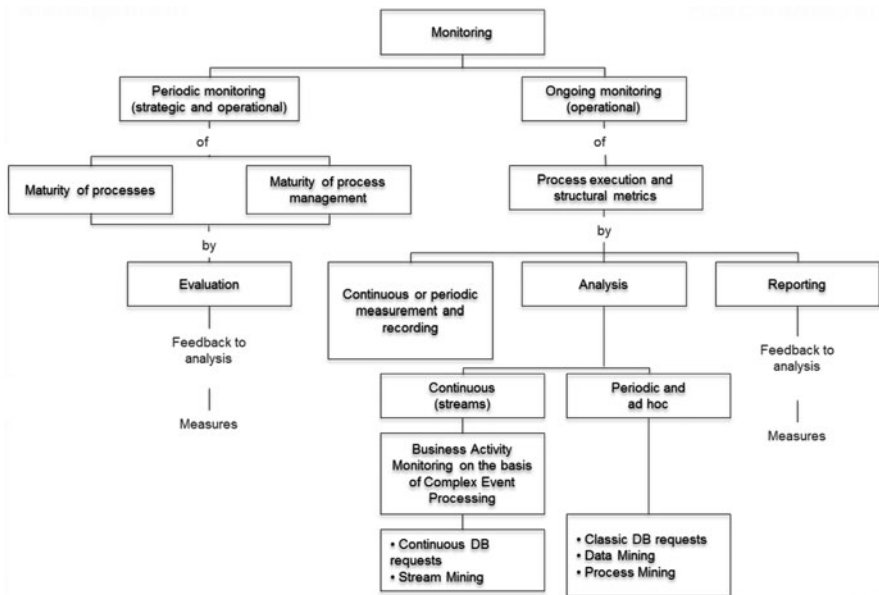 Monitoring
Periodic monitoring
(strategic and operational)
Ongoing monitoring
(operational)
of
of
Maturity of processes
Maturity of process
management
Process execution and
structural metrics
by
by
Evaluation
Continuous or periodic
measurement and
recording
Analysis
Reporting
Feedback to
analysis
Feedback to
analysis
Continuous
(streams)
Periodic and
ad hoc
Measures
Measures
Business Activity
Monitoring on the basis
of Complex Event
Processing
• Continuous DB
requests
• Stream Mining
• Classic DB requests
• Data Mining
• Process Mining